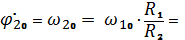 φ̇₂₀ = ω₂₀ = ω₁₀ · R₁/R₂ =